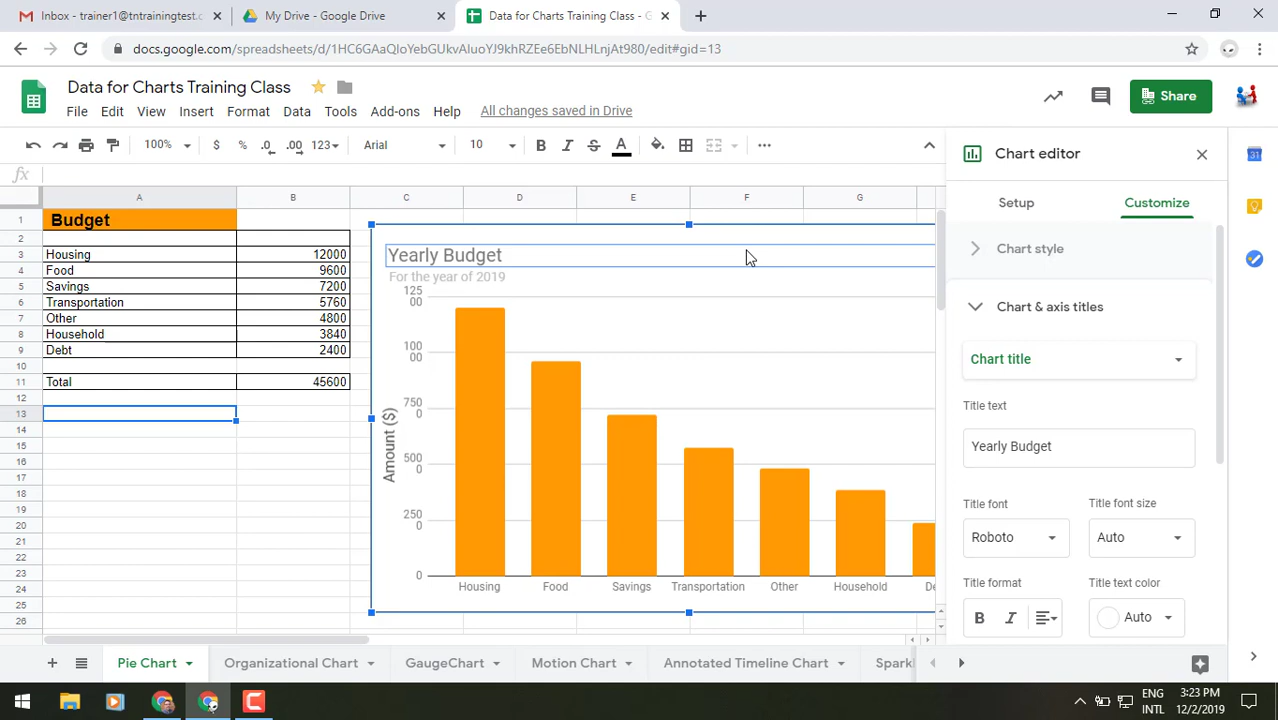 Inbox - trainer1@tntrainingtest.c
My Drive - Google Drive
Data for Charts Training Class - G
docs.google.com/spreadsheets/d/1HC6GAaQIoYebGUkvAluoYJ9khRZEe6EbNLHLnjAt980/edit#gid=13
Data for Charts Training Class
File Edit View Insert Format Data Tools Add-ons Help All changes saved in Drive
Share
100% $ % .0 .00 123 Arial 10 B I S A
fx
Chart editor
Setup Customize
A B C D E F G
1 Budget
2
3 Housing 12000
4 Food 9600
5 Savings 7200
6 Transportation 5760
7 Other 4800
8 Household 3840
9 Debt 2400
10
11 Total 45600
12
13
14
15
16
17
18
19
20
21
22
23
24
25
26
Yearly Budget
For the year of 2019
125
00
100
00
750
0
500
0
250
0
0
Amount ($)
Housing Food Savings Transportation Other Household De
Chart style
Chart & axis titles
Chart title
Title text
Yearly Budget
Title font Title font size
Roboto Auto
Title format Title text color
B I Auto
31
Pie Chart Organizational Chart GaugeChart Motion Chart Annotated Timeline Chart Spark
ENG
INTL
3:23 PM
12/2/2019